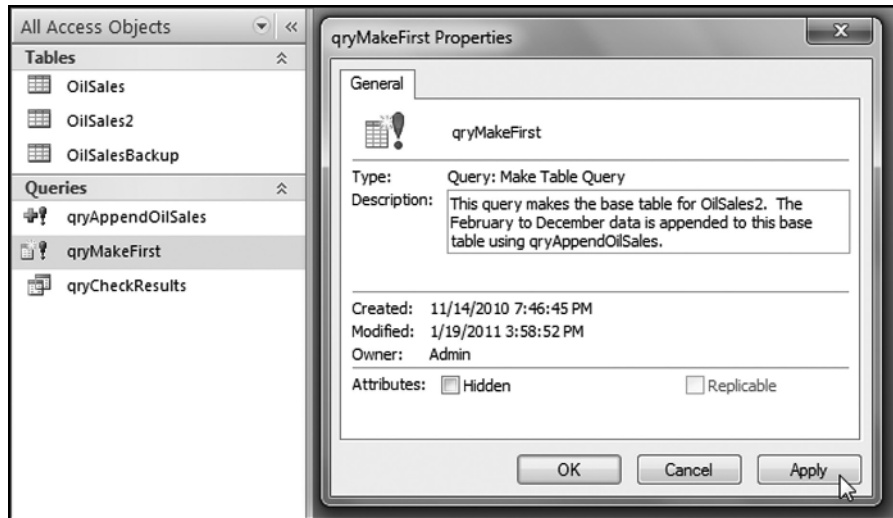 All Access Objects
Tables
OilSales
OilSales2
OilSalesBackup
Queries
qryAppendOilSales
qryMakeFirst
qryCheckResults
qryMakeFirst Properties
General
qryMakeFirst
Type: Query: Make Table Query
Description: This query makes the base table for OilSales2. The
February to December data is appended to this base
table using qryAppendOilSales.
Created: 11/14/2010 7:46:45 PM
Modified: 1/19/2011 3:58:52 PM
Owner: Admin
Attributes: Hidden Replicable
OK Cancel Apply